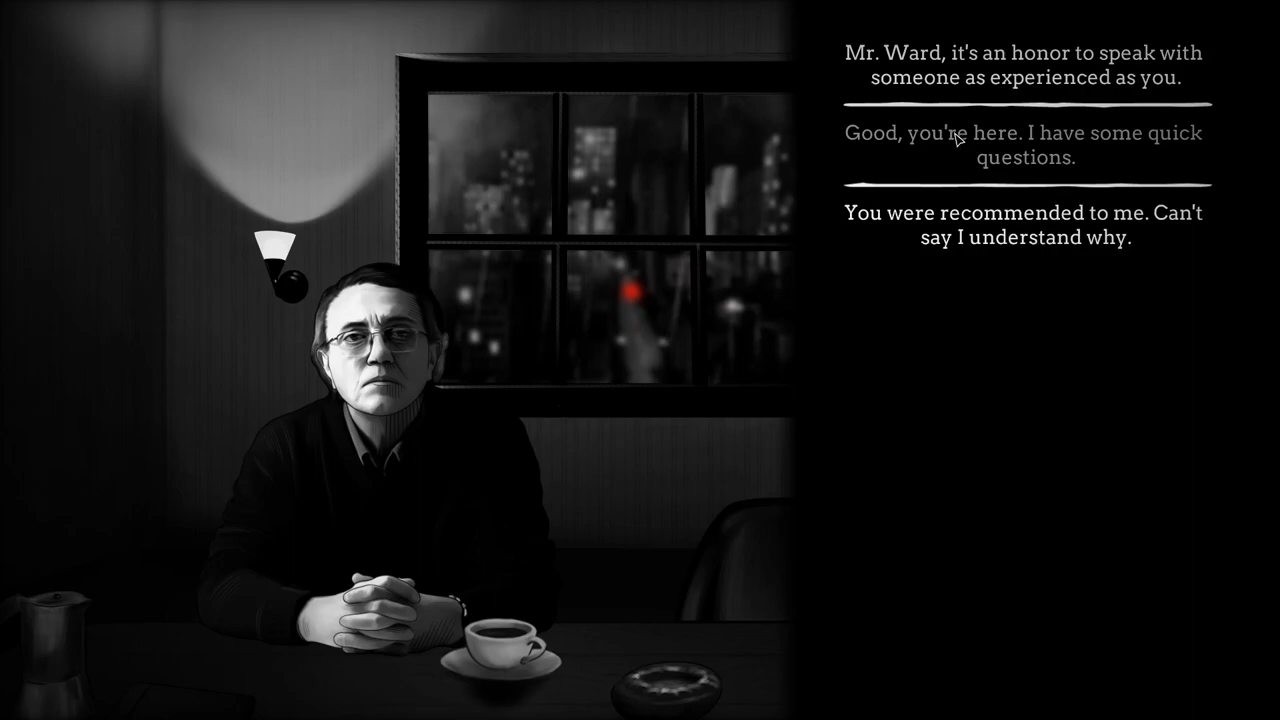 Mr. Ward, it's an honor to speak with
someone as experienced as you.
Good, you're here. I have some quick
questions.
You were recommended to me. Can't
say I understand why.